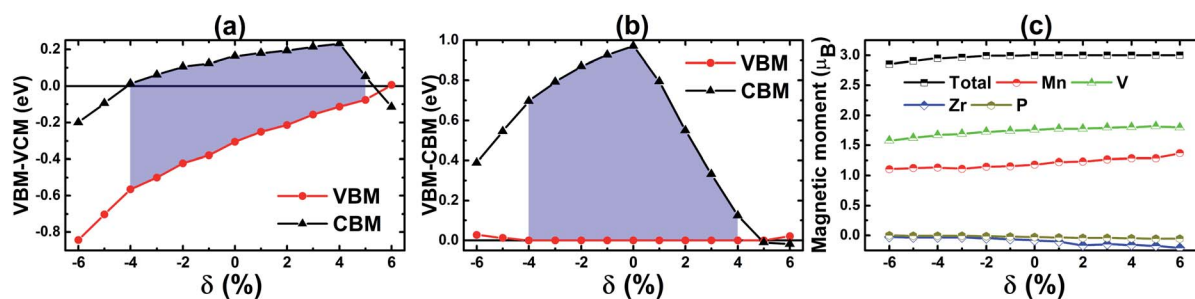 (a)
VBM-VCM (eV)
0.2
0.0
-0.2
-0.4
-0.6
-0.8
VBM
CBM
-6 -4 -2 0 2 4 6
δ (%)
(b)
VBM-CBM (eV)
1.0
0.8
0.6
0.4
0.2
0.0
VBM
CBM
-6 -4 -2 0 2 4 6
δ (%)
(c)
Magnetic moment (μB)
3.0
2.5
2.0
1.5
1.0
0.5
0.0
Total Mn V
Zr P
-6 -4 -2 0 2 4 6
δ (%)